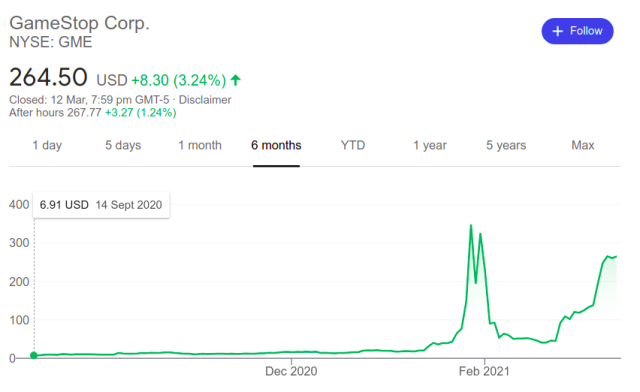 GameStop Corp.
NYSE: GME
+ Follow
264.50 USD +8.30 (3.24%) ↑
Closed: 12 Mar, 7:59 pm GMT-5 · Disclaimer
After hours 267.77 +3.27 (1.24%)
1 day 5 days 1 month 6 months YTD 1 year 5 years Max
400
6.91 USD 14 Sept 2020
300
200
100
0
Dec 2020 Feb 2021